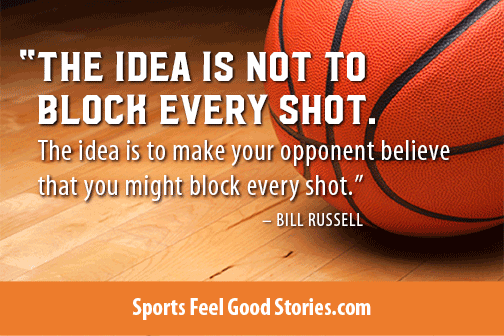 “THE IDEA IS NOT TO
BLOCK EVERY SHOT.
The idea is to make your opponent believe
that you might block every shot.”
– BILL RUSSELL
Sports Feel Good Stories.com